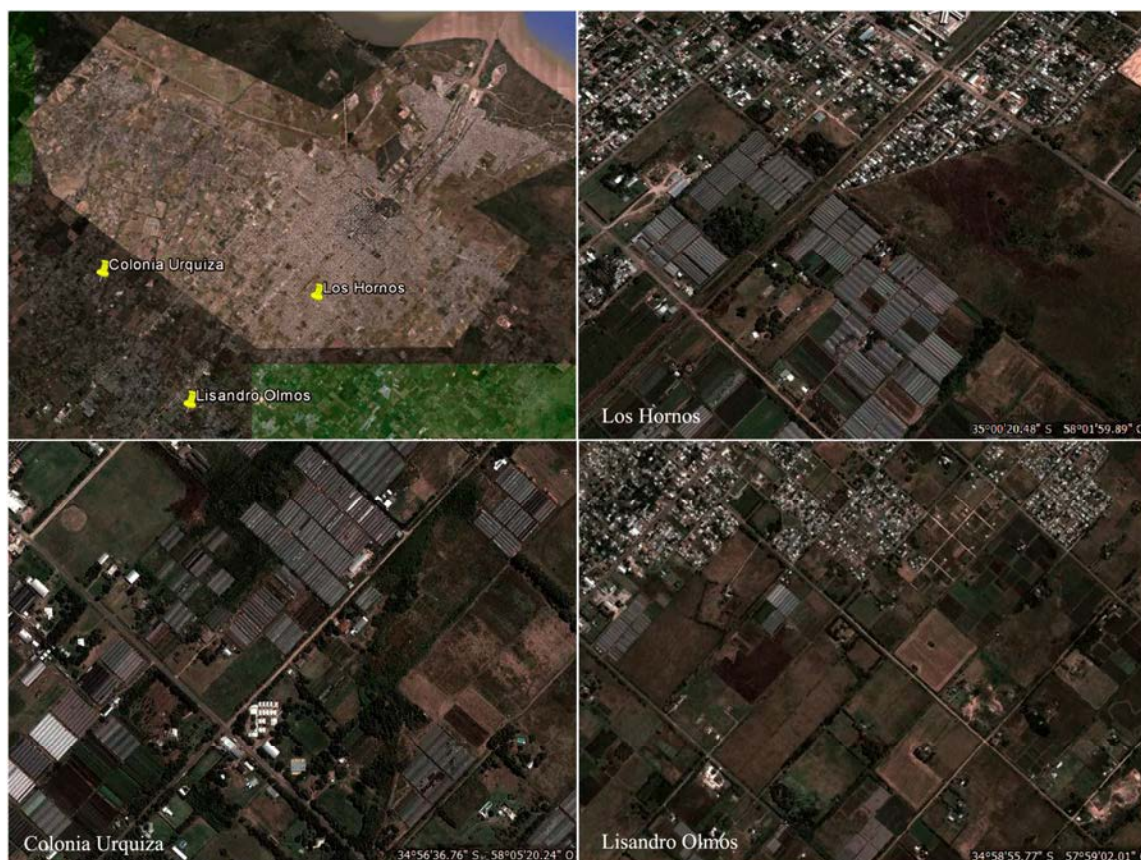 Colonia Urquiza
Los Hornos
Lisandro Olmos
Los Hornos
35°00'20.48" S 58°01'59.89" O
Colonia Urquiza
34°56'36.76" S 58°05'20.24" O
Lisandro Olmos
34°58'55.77" S 57°59'02.01"